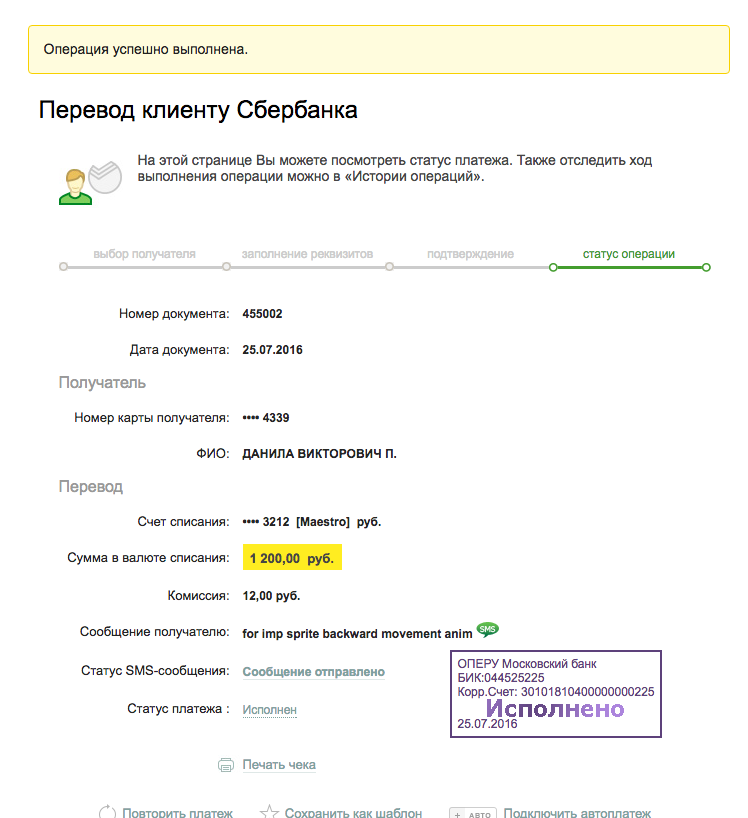 Операция успешно выполнена.
Перевод клиенту Сбербанка
На этой странице Вы можете посмотреть статус платежа. Также отследить ход
выполнения операции можно в «Истории операций».
выбор получателя заполнение реквизитов подтверждение статус операции
Номер документа: 455002
Дата документа: 25.07.2016
Получатель
Номер карты получателя: •••• 4339
ФИО: ДАНИЛА ВИКТОРОВИЧ П.
Перевод
Счет списания: •••• 3212 [Maestro] руб.
Сумма в валюте списания: 1 200,00 руб.
Комиссия: 12,00 руб.
Сообщение получателю: for imp sprite backward movement anim SMS
Статус SMS-сообщения: Сообщение отправлено
Статус платежа : Исполнен
ОПЕРУ Московский банк
БИК:044525225
Корр.Счет: 30101810400000000225
Исполнено
25.07.2016
Печать чека
Повторить платеж Сохранить как шаблон + АВТО Подключить автоплатеж